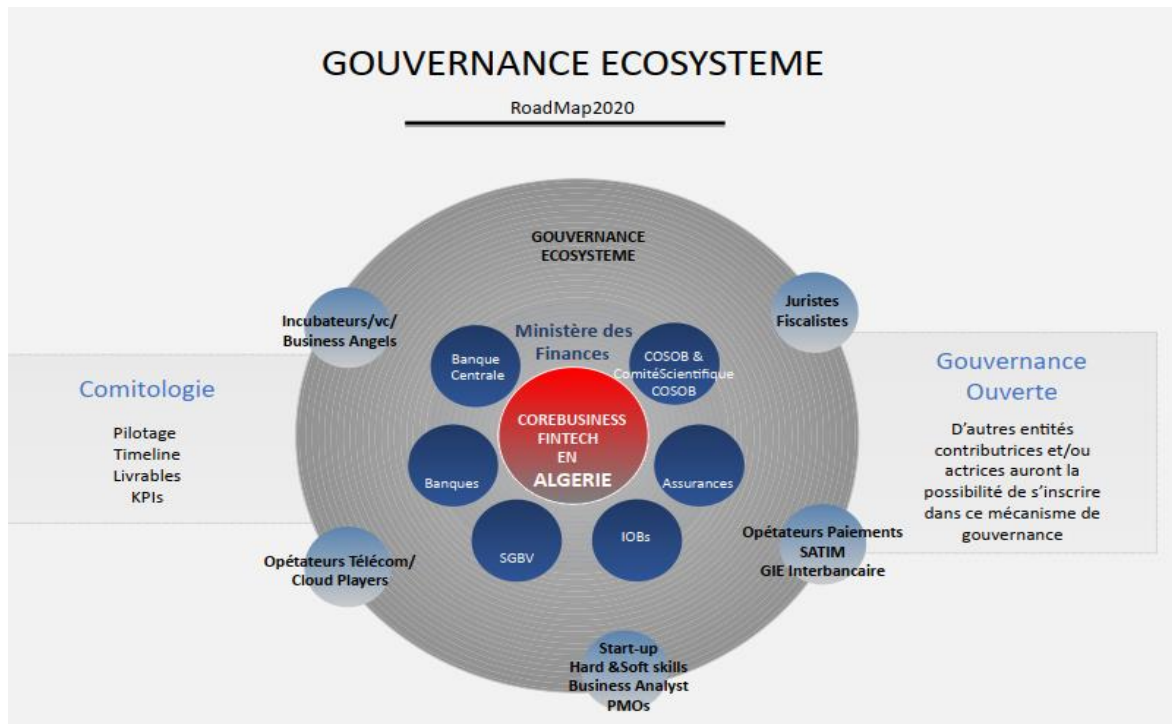 GOUVERNANCE ECOSYSTEME
RoadMap2020
GOUVERNANCE
ECOSYSTEME
Incubateurs/vc/
Business Angels
Juristes
Fiscalistes
Ministère des
Finances
Banque
Centrale
COSOB &
ComitéScientifique
COSOB
COREBUSINESS
FINTECH
EN
ALGERIE
Banques
Assurances
SGBV
IOBs
Comitologie
Pilotage
Timeline
Livrables
KPIs
Gouvernance
Ouverte
D'autres entités
contributrices et/ou
actrices auront la
possibilité de s'inscrire
dans ce mécanisme de
gouvernance
Opétateurs Télécom/
Cloud Players
Opétateurs Paiements
SATIM
GIE Interbancaire
Start-up
Hard &Soft skills
Business Analyst
PMOs